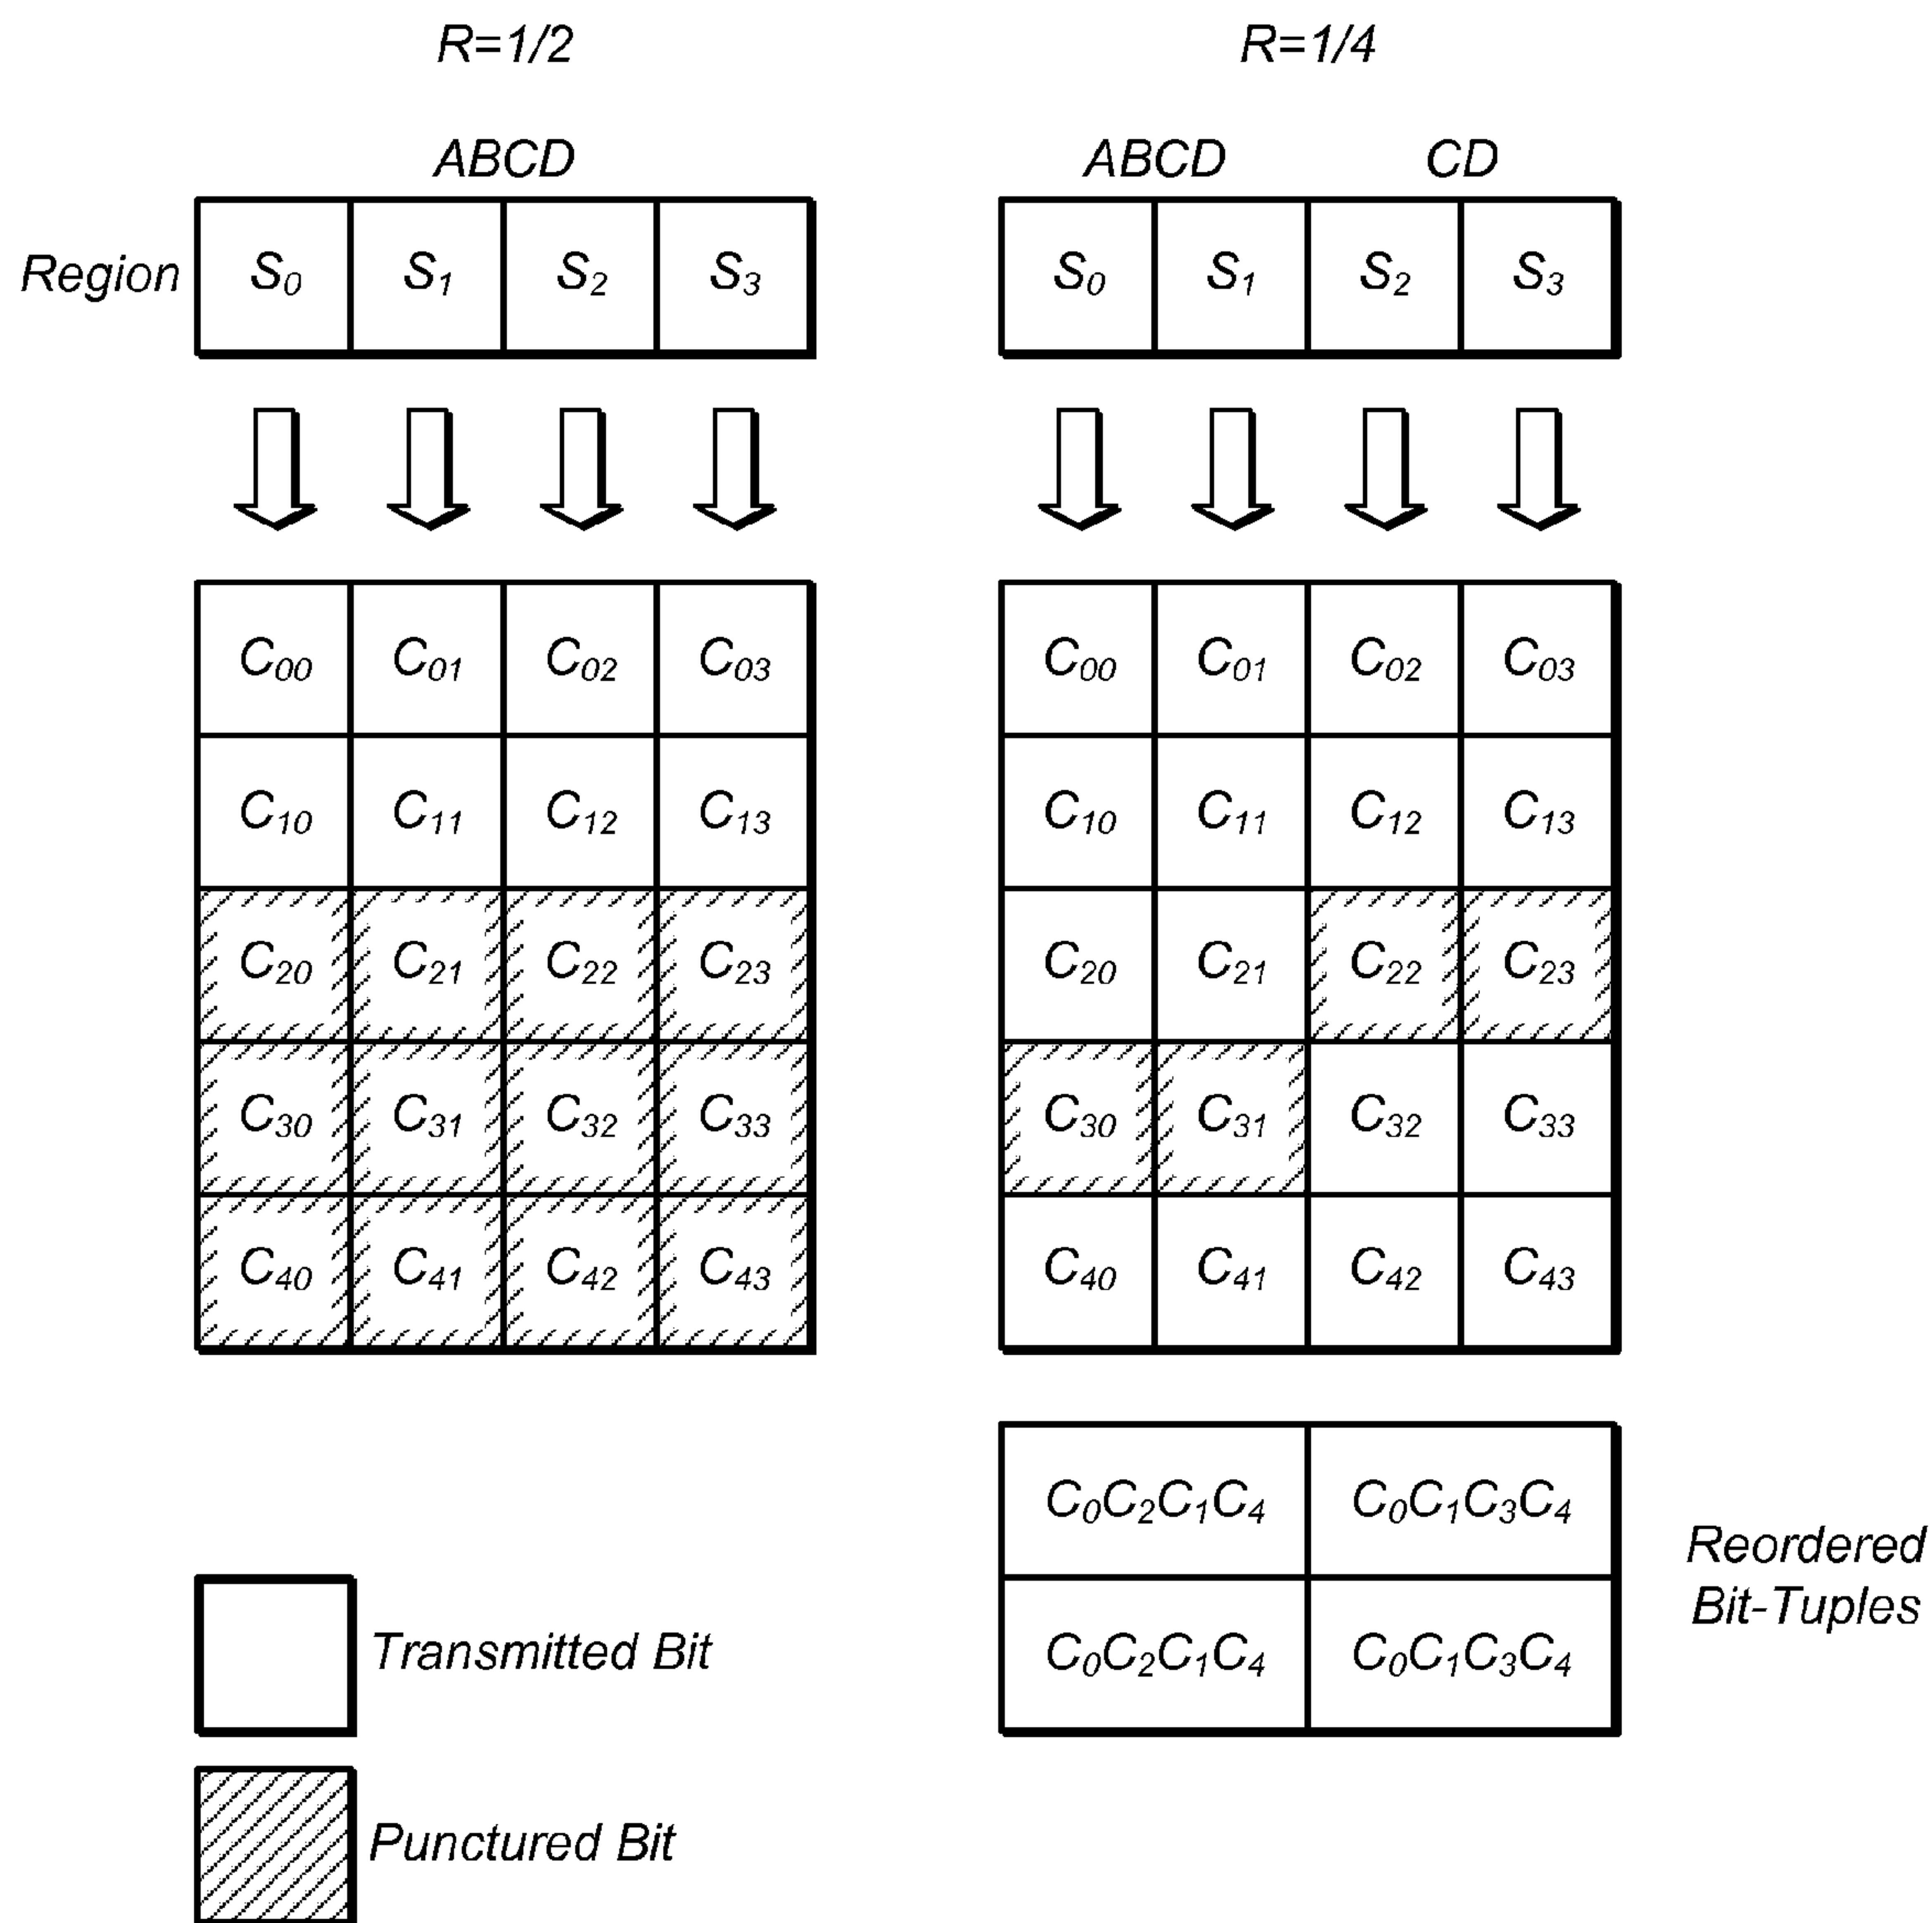 R=1/2 R=1/4
ABCD ABCD CD
Region S0 S1 S2 S3 S0 S1 S2 S3
C00 C01 C02 C03 C00 C01 C02 C03
C10 C11 C12 C13 C10 C11 C12 C13
C20 C21 C22 C23 C20 C21 C22 C23
C30 C31 C32 C33 C30 C31 C32 C33
C40 C41 C42 C43 C40 C41 C42 C43
C0C2C1C4 C0C1C3C4
Reordered
Bit-Tuples
C0C2C1C4 C0C1C3C4
Transmitted Bit
Punctured Bit